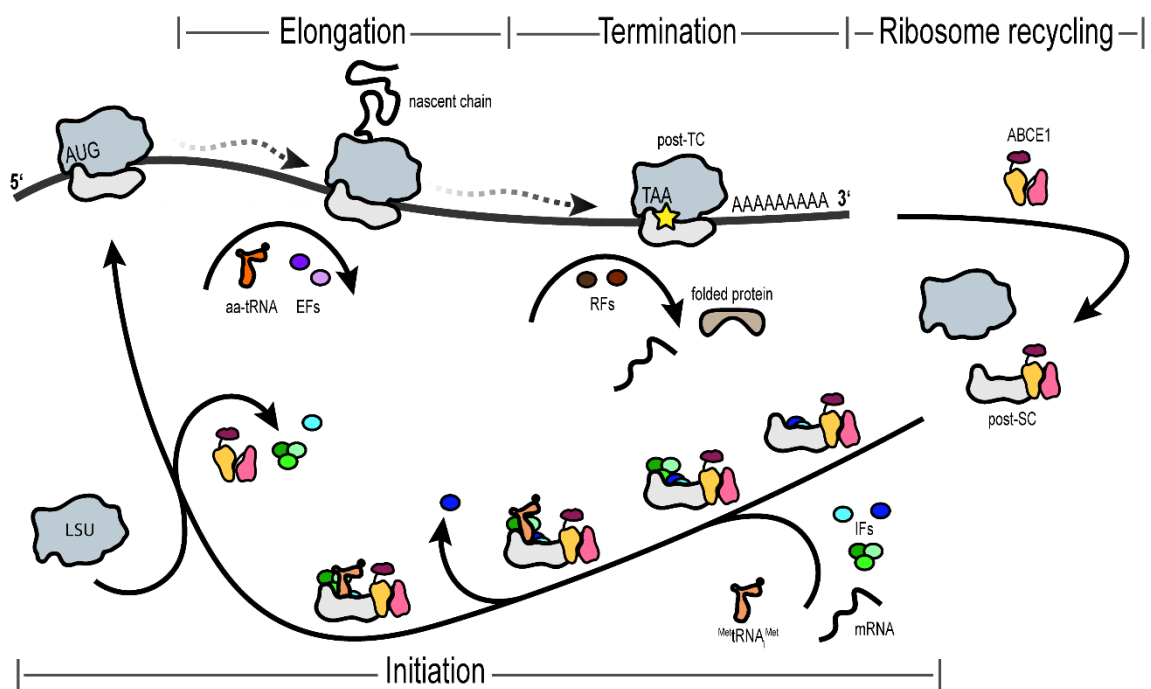 Elongation
Termination
Ribosome recycling
nascent chain
ABCE1
post-TC
AUG
TAA
AAAAAAAAA
3‘
5‘
aa-tRNA
EFs
RFs
folded protein
post-SC
LSU
IFs
MettRNAiMet
mRNA
Initiation